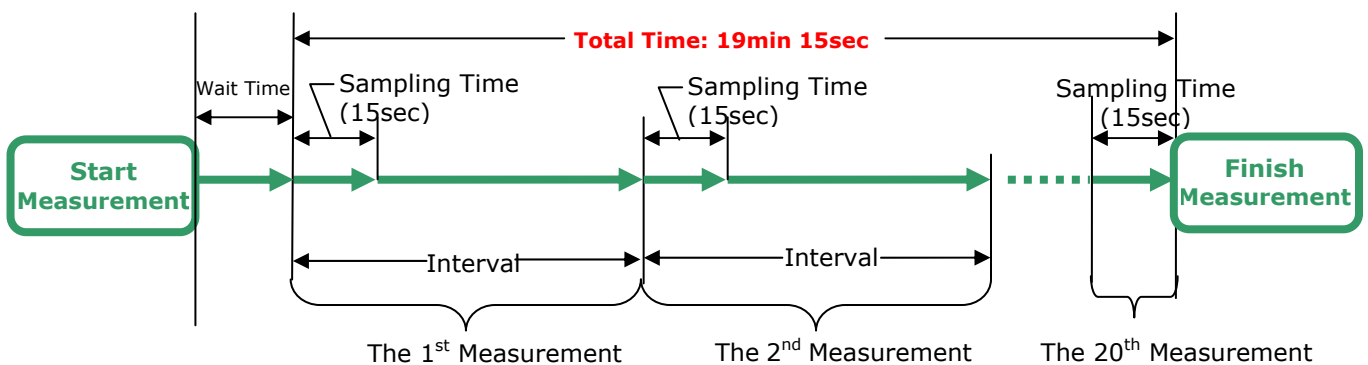 Total Time: 19min 15sec
Wait Time
Sampling Time
(15sec)
Sampling Time
(15sec)
Sampling Time
(15sec)
Start
Measurement
Finish
Measurement
Interval
Interval
The 1st Measurement
The 2nd Measurement
The 20th Measurement